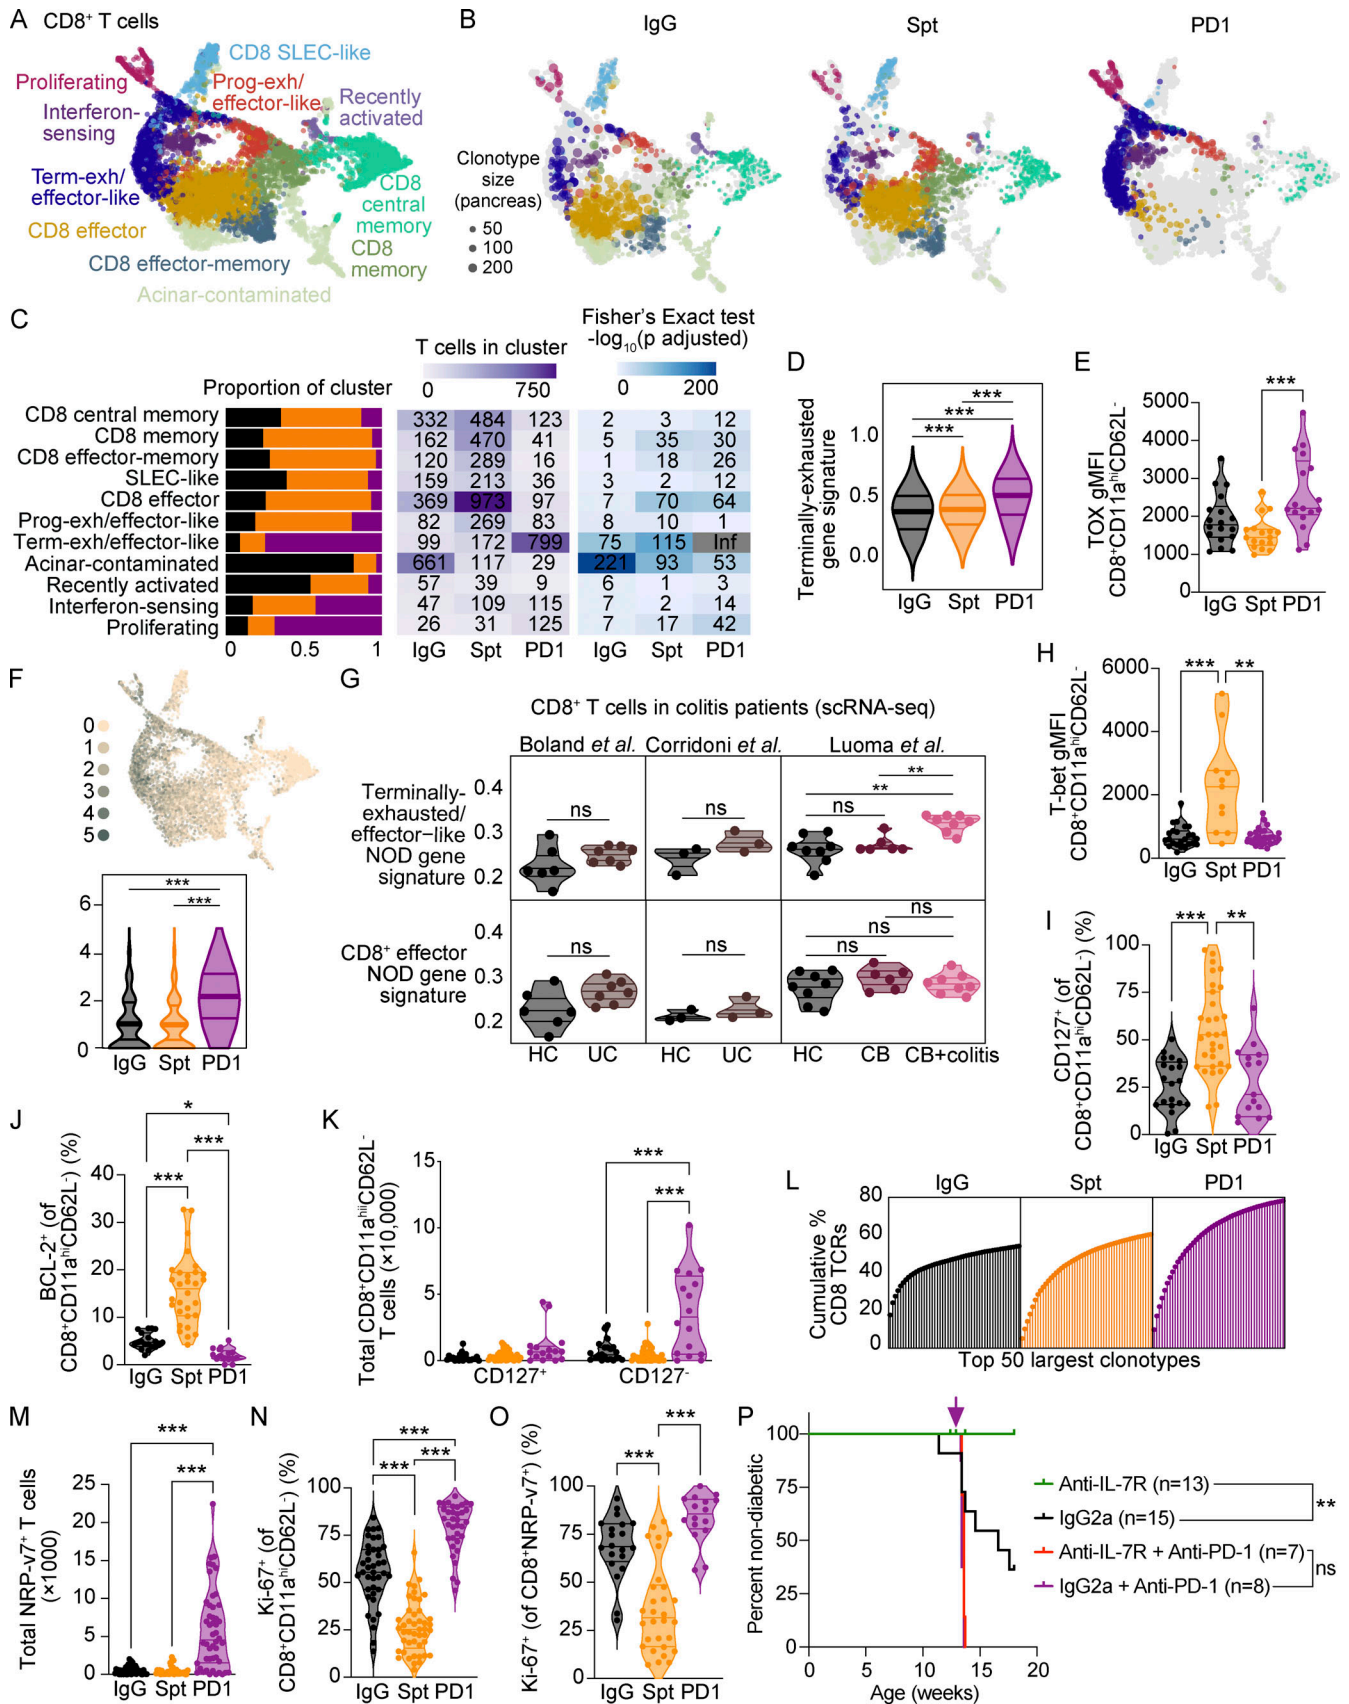 A CD8⁺ T cells
CD8 SLEC-like
Proliferating
Prog-exh/
effector-like
Interferon-
sensing
Recently
activated
Term-exh/
effector-like
CD8 effector
CD8
central
memory
CD8 effector-memory
CD8
memory
Acinar-contaminated
B IgG Spt PD1
Clonotype
size
(pancreas)
50
100
200
C
Proportion of cluster
T cells in cluster
0 750
Fisher's Exact test
-log₁₀(p adjusted)
0 200
CD8 central memory 332 484 123 2 3 12
CD8 memory 162 470 41 5 35 30
CD8 effector-memory 120 289 16 1 18 26
SLEC-like 159 213 36 3 2 12
CD8 effector 369 973 97 7 70 64
Prog-exh/effector-like 82 269 83 8 10 1
Term-exh/effector-like 99 172 799 75 115 Inf
Acinar-contaminated 661 117 29 221 93 53
Recently activated 57 39 9 6 1 3
Interferon-sensing 47 109 115 7 2 14
Proliferating 26 31 125 7 17 42
0 0.5 1 IgG Spt PD1 IgG Spt PD1
D
Terminally-exhausted
gene signature
1.0
0.5
0.0
***
***
***
IgG Spt PD1
E
TOX gMFI
CD8⁺CD11aʰⁱCD62L⁻
5000
4000
3000
2000
1000
0
***
IgG Spt PD1
F
0
1
2
3
4
5
6
4
2
0
***
***
IgG Spt PD1
G
CD8⁺ T cells in colitis patients (scRNA-seq)
Boland et al. Corridoni et al. Luoma et al.
Terminally-
exhausted/
effector−like
NOD gene
signature
0.4
0.3
0.2
ns
ns
**
**
ns
CD8⁺ effector
NOD gene
signature
0.4
0.3
0.2
ns
ns
ns
ns
ns
HC UC HC UC HC CB CB+colitis
H
T-bet gMFI
CD8⁺CD11aʰⁱCD62L⁻
6000
4000
2000
0
*** **
IgG Spt PD1
I
CD127⁺ (of
CD8⁺CD11aʰⁱCD62L⁻) (%)
100
75
50
25
0
*** **
IgG Spt PD1
J
BCL-2⁺ (of
CD8⁺CD11aʰⁱCD62L⁻) (%)
40
30
20
10
0
*
***
***
IgG Spt PD1
K
Total CD8⁺CD11aʰⁱⁱCD62L⁻
T cells (×10,000)
15
10
5
0
***
***
CD127⁺ CD127⁻
L
IgG Spt PD1
Cumulative %
CD8 TCRs
80
60
40
20
0
Top 50 largest clonotypes
M
Total NRP-v7⁺ T cells
(×1000)
25
20
15
10
5
0
***
***
IgG Spt PD1
N
Ki-67⁺ (of
CD8⁺CD11aʰⁱCD62L⁻) (%)
100
75
50
25
0
***
***
***
IgG Spt PD1
O
Ki-67⁺ (of CD8⁺NRP-v7⁺) (%)
100
75
50
25
0
***
***
IgG Spt PD1
P
Percent non-diabetic
100
75
50
25
0
0 5 10 15 20
Age (weeks)
Anti-IL-7R (n=13)
IgG2a (n=15)
**
Anti-IL-7R + Anti-PD-1 (n=7)
IgG2a + Anti-PD-1 (n=8)
ns